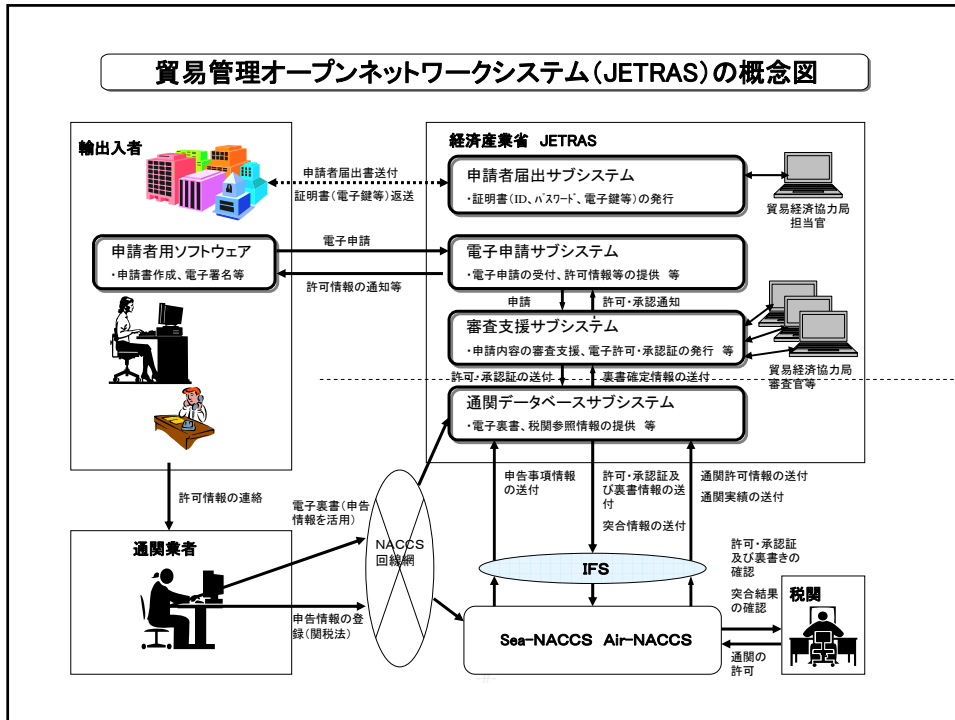 貿易管理オープンネットワークシステム（JETRAS）の概念図
輸出入者
申請者届出書送付
証明書（電子鍵等）返送
経済産業省 JETRAS
申請者届出サブシステム
・証明書（ID、パスワード、電子鍵等）の発行
貿易経済協力局
担当官
申請者用ソフトウェア
・申請書作成、電子署名等
電子申請
許可情報の通知等
電子申請サブシステム
・電子申請の受付、許可情報等の提供 等
申請
許可・承認通知
審査支援サブシステム
・申請内容の審査支援、電子許可・承認証の発行 等
貿易経済協力局
審査官等
許可・承認証の送付
裏書確定情報の送付
通関データベースサブシステム
・電子裏書、税関参照情報の提供 等
許可情報の連絡
電子裏書（申告
情報を活用）
申告事項情報
の送付
許可・承認証及
び裏書情報の送
付
突合情報の送付
通関許可情報の送付
通関実績の送付
通関業者
NACCS
回線網
申告情報の登
録（関税法）
IFS
Sea-NACCS Air-NACCS
許可・承認証
及び裏書きの
確認
突合結果
の確認
通関の
許可
税関
-#-